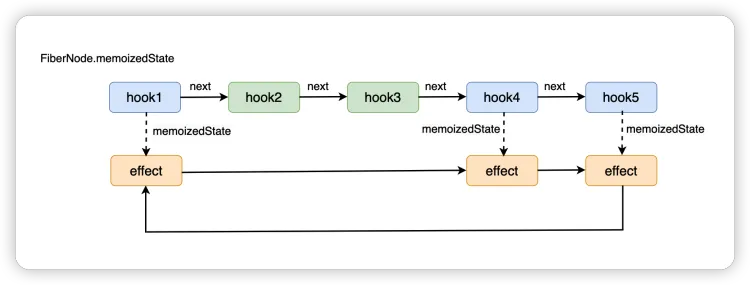 FiberNode.memoizedState
hook1 next hook2 next hook3 next hook4 next hook5
memoizedState memoizedState memoizedState
effect effect effect